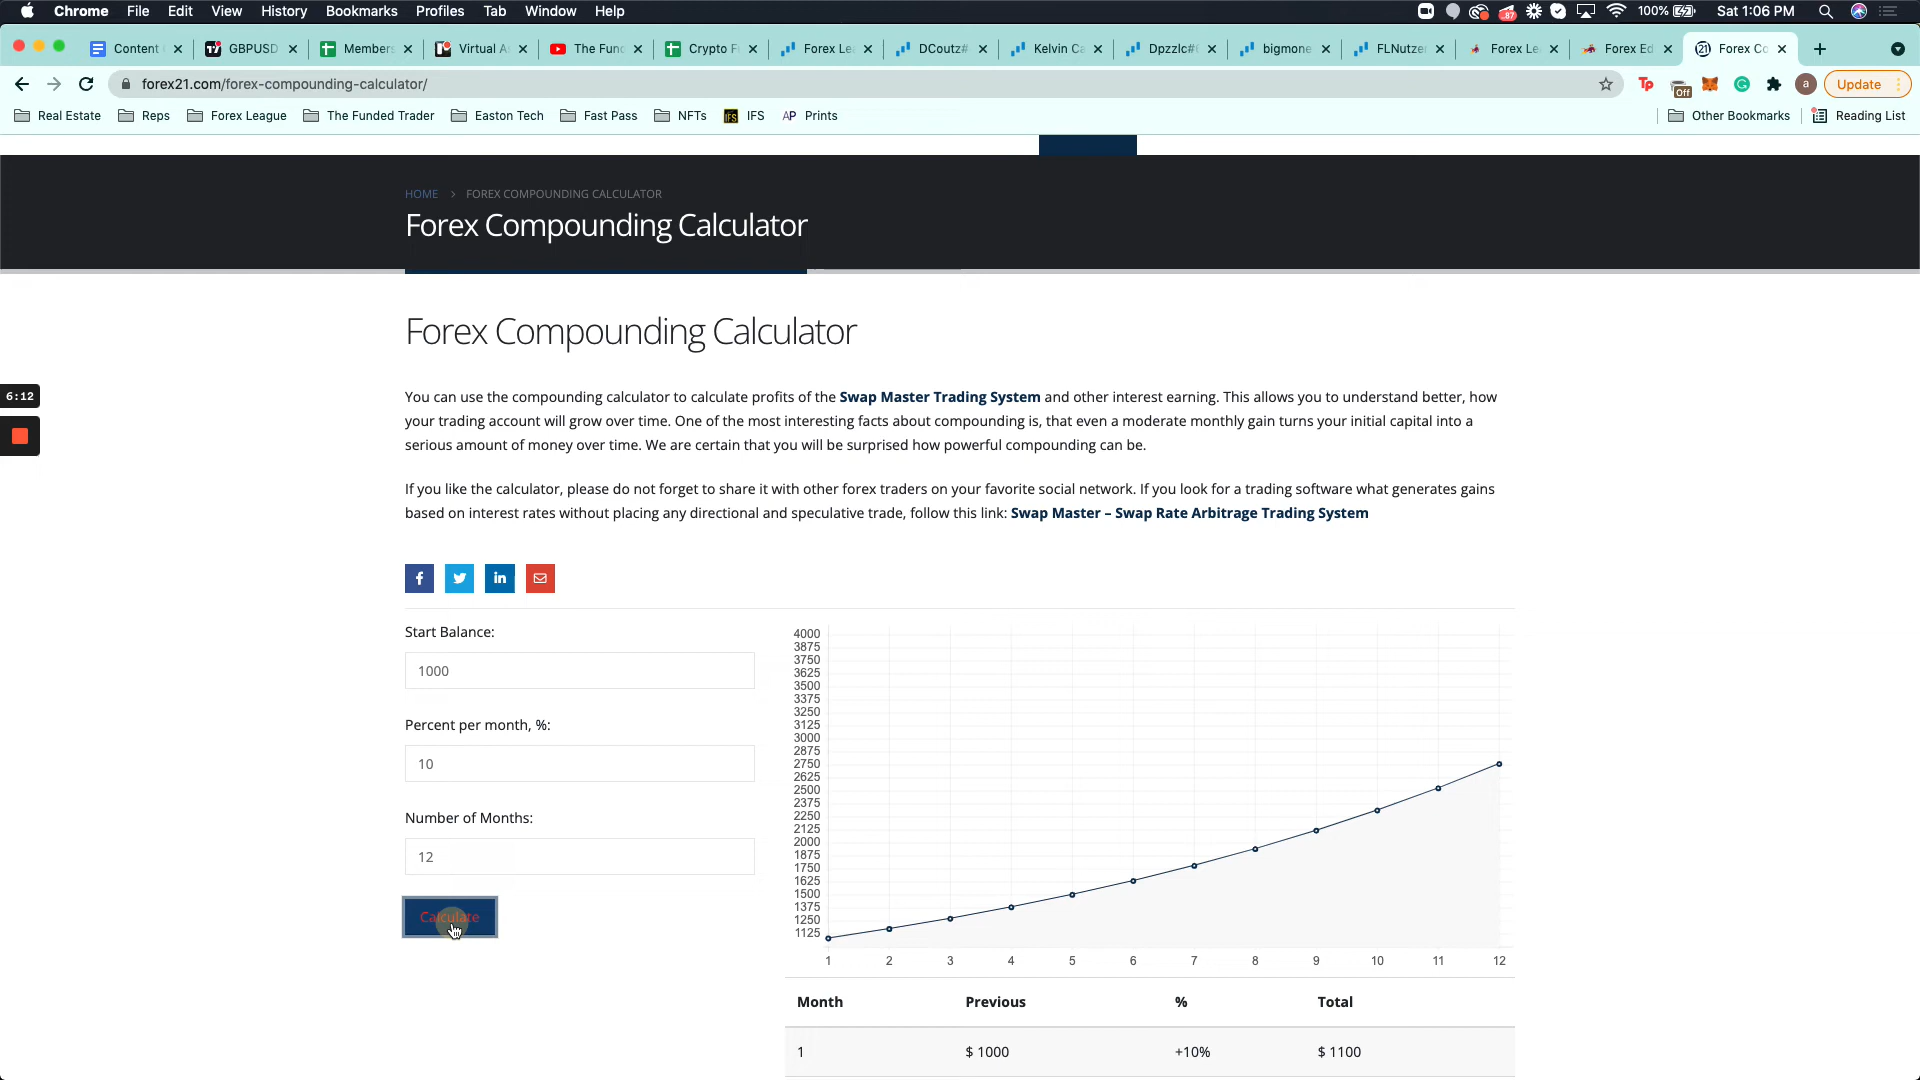 Chrome File Edit View History Bookmarks Profiles Tab Window Help 100% Sat 1:06 PM
Content GBPUSD Members Virtual A The Fund Crypto F Forex Le DCoutz# Kelvin Ca Dpzzlc# bigmone FLNutzer Forex Le Forex Ed Forex Co
forex21.com/forex-compounding-calculator/ Off a Update
Real Estate Reps Forex League The Funded Trader Easton Tech Fast Pass NFTs IFS AP Prints Other Bookmarks Reading List
HOME > FOREX COMPOUNDING CALCULATOR
Forex Compounding Calculator
Forex Compounding Calculator
6:12
You can use the compounding calculator to calculate profits of the Swap Master Trading System and other interest earning. This allows you to understand better, how
your trading account will grow over time. One of the most interesting facts about compounding is, that even a moderate monthly gain turns your initial capital into a
serious amount of money over time. We are certain that you will be surprised how powerful compounding can be.
If you like the calculator, please do not forget to share it with other forex traders on your favorite social network. If you look for a trading software what generates gains
based on interest rates without placing any directional and speculative trade, follow this link: Swap Master – Swap Rate Arbitrage Trading System
Start Balance:
1000
Percent per month, %:
10
Number of Months:
12
Calculate
4000
3875
3750
3625
3500
3375
3250
3125
3000
2875
2750
2625
2500
2375
2250
2125
2000
1875
1750
1625
1500
1375
1250
1125
1 2 3 4 5 6 7 8 9 10 11 12
Month Previous % Total
1 $ 1000 +10% $ 1100